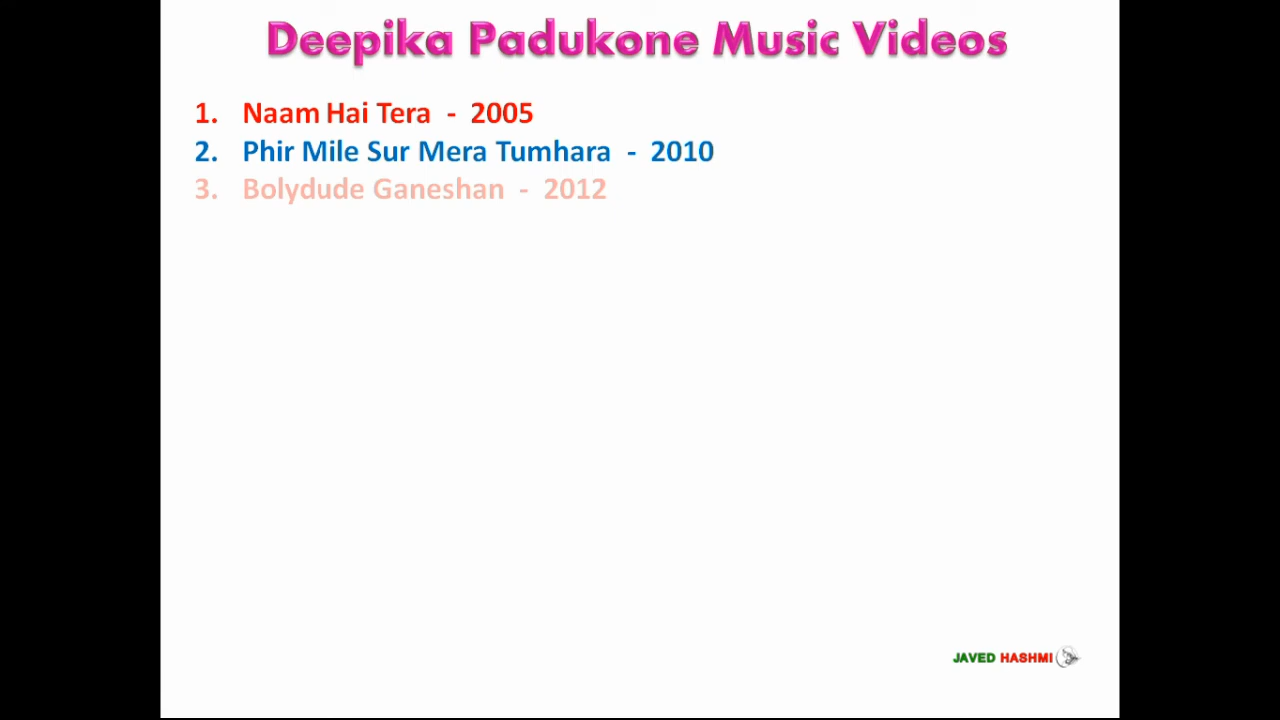 Deepika Padukone Music Videos
1. Naam Hai Tera - 2005
2. Phir Mile Sur Mera Tumhara - 2010
3. Bolydude Ganeshan - 2012
JAVED HASHMI